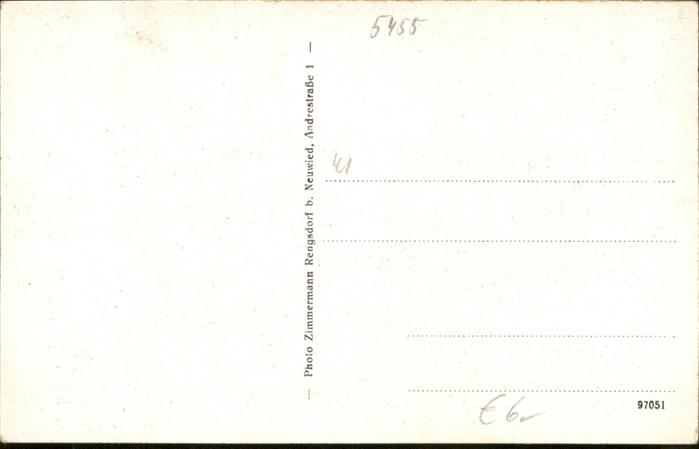 5455
— Photo Zimmermann Rengsdorf b. Neuwied, Andrestraße 1 —
41
€ 6.-
97051